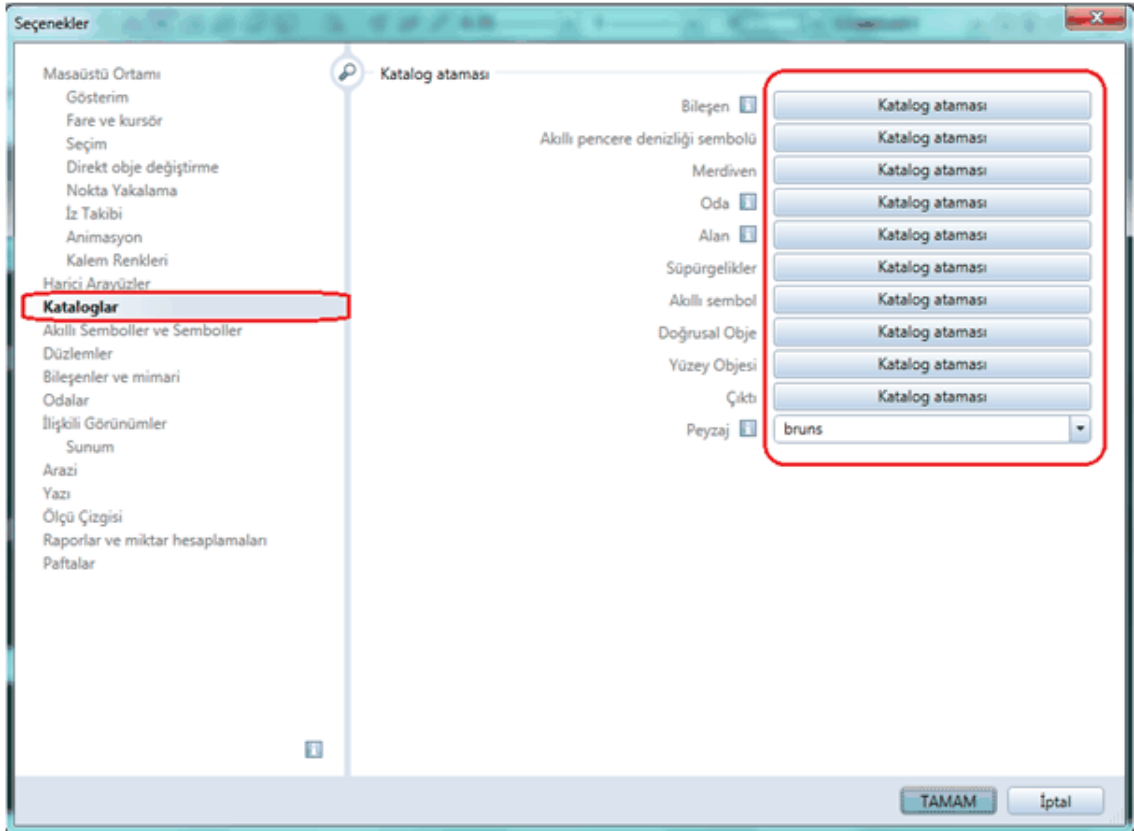 Seçenekler
Masaüstü Ortamı
Gösterim
Fare ve kursör
Seçim
Direkt obje değiştirme
Nokta Yakalama
İz Takibi
Animasyon
Kalem Renkleri
Harici Arayüzler
Kataloglar
Akıllı Semboller ve Semboller
Düzlemler
Bileşenler ve mimari
Odalar
İlişkili Görünümler
Sunum
Arazi
Yazı
Ölçü Çizgisi
Raporlar ve miktar hesaplamaları
Paftalar
Katalog ataması
Bileşen Katalog ataması
Akıllı pencere denizliği sembolü Katalog ataması
Merdiven Katalog ataması
Oda Katalog ataması
Alan Katalog ataması
Süpürgelikler Katalog ataması
Akıllı sembol Katalog ataması
Doğrusal Obje Katalog ataması
Yüzey Objesi Katalog ataması
Çıktı Katalog ataması
Peyzaj bruns
TAMAM İptal